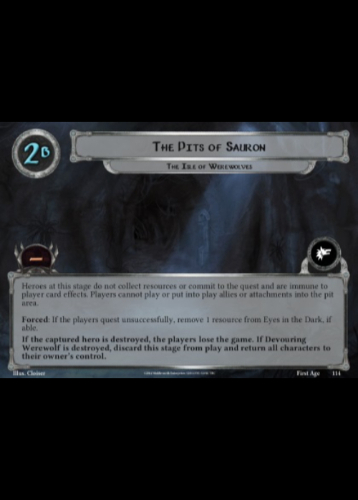 2B
The Pits of Sauron
The Isle of Werewolves
Heroes at this stage do not collect resources or commit to the quest and are immune to
player card effects. Players cannot play or put into play allies or attachments into the pit
area.
Forced: If the players quest unsuccessfully, remove 1 resource from Eyes in the Dark, if
able.
If the captured hero is destroyed, the players lose the game. If Devouring
Werewolf is destroyed, discard this stage from play and return all characters to
their owner's control.
Illus.
First Age
114